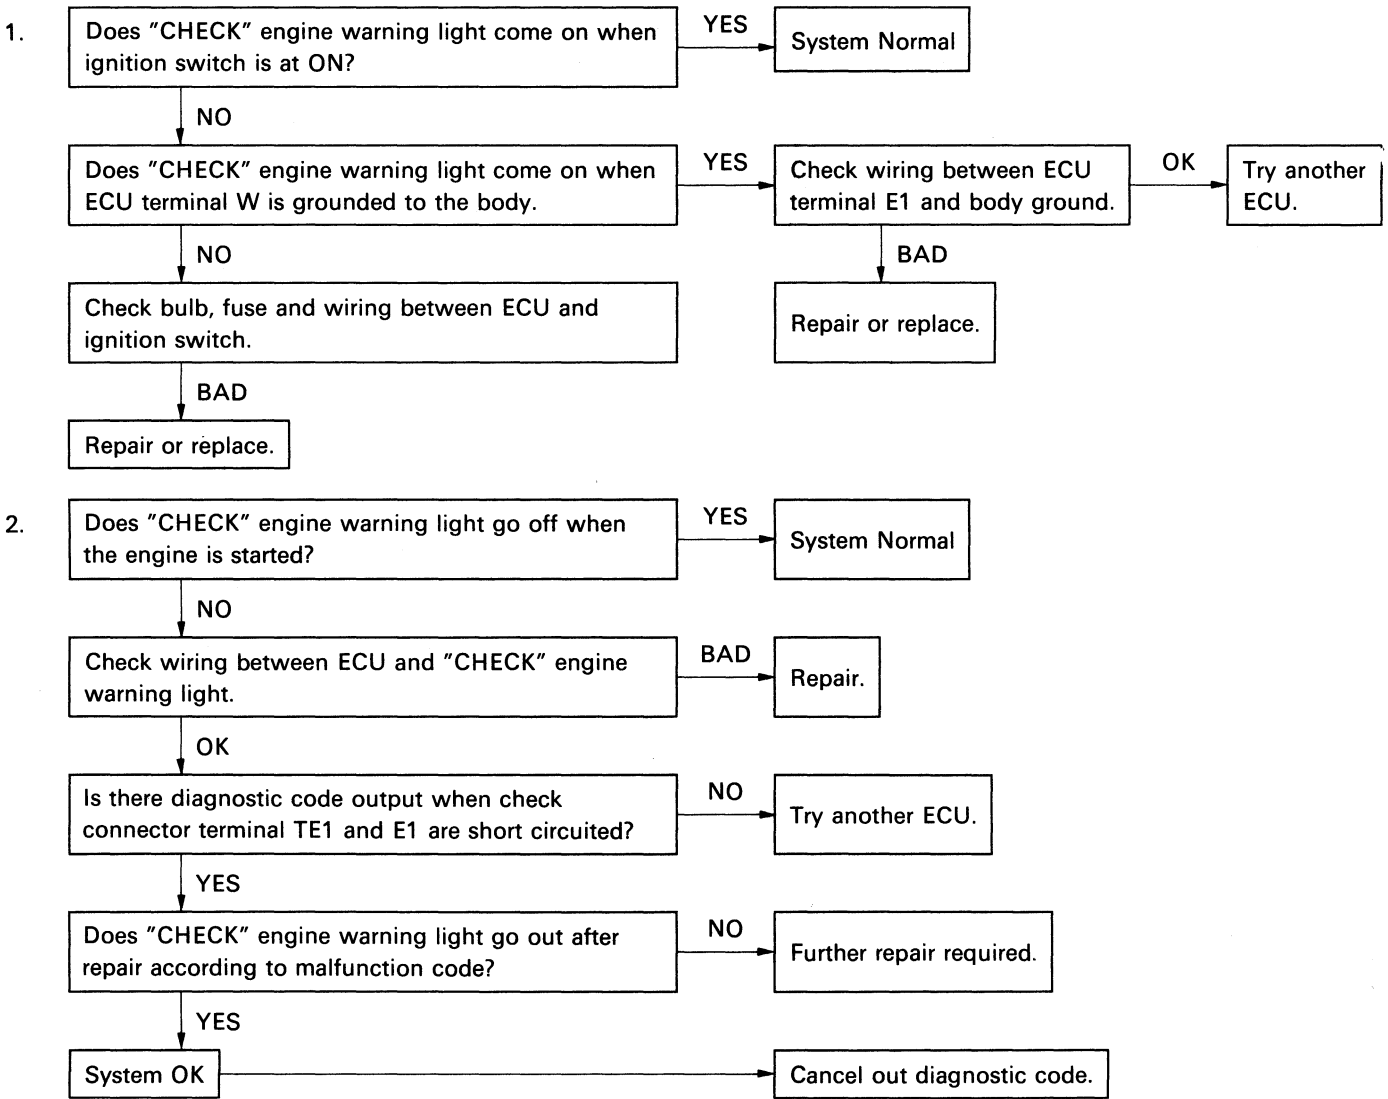 1.
Does "CHECK" engine warning light come on when
ignition switch is at ON?
YES
System Normal
NO
Does "CHECK" engine warning light come on when
ECU terminal W is grounded to the body.
YES
Check wiring between ECU
terminal E1 and body ground.
OK
Try another
ECU.
NO
BAD
Check bulb, fuse and wiring between ECU and
ignition switch.
Repair or replace.
BAD
Repair or replace.
2.
Does "CHECK" engine warning light go off when
the engine is started?
YES
System Normal
NO
Check wiring between ECU and "CHECK" engine
warning light.
BAD
Repair.
OK
Is there diagnostic code output when check
connector terminal TE1 and E1 are short circuited?
NO
Try another ECU.
YES
Does "CHECK" engine warning light go out after
repair according to malfunction code?
NO
Further repair required.
YES
System OK
Cancel out diagnostic code.